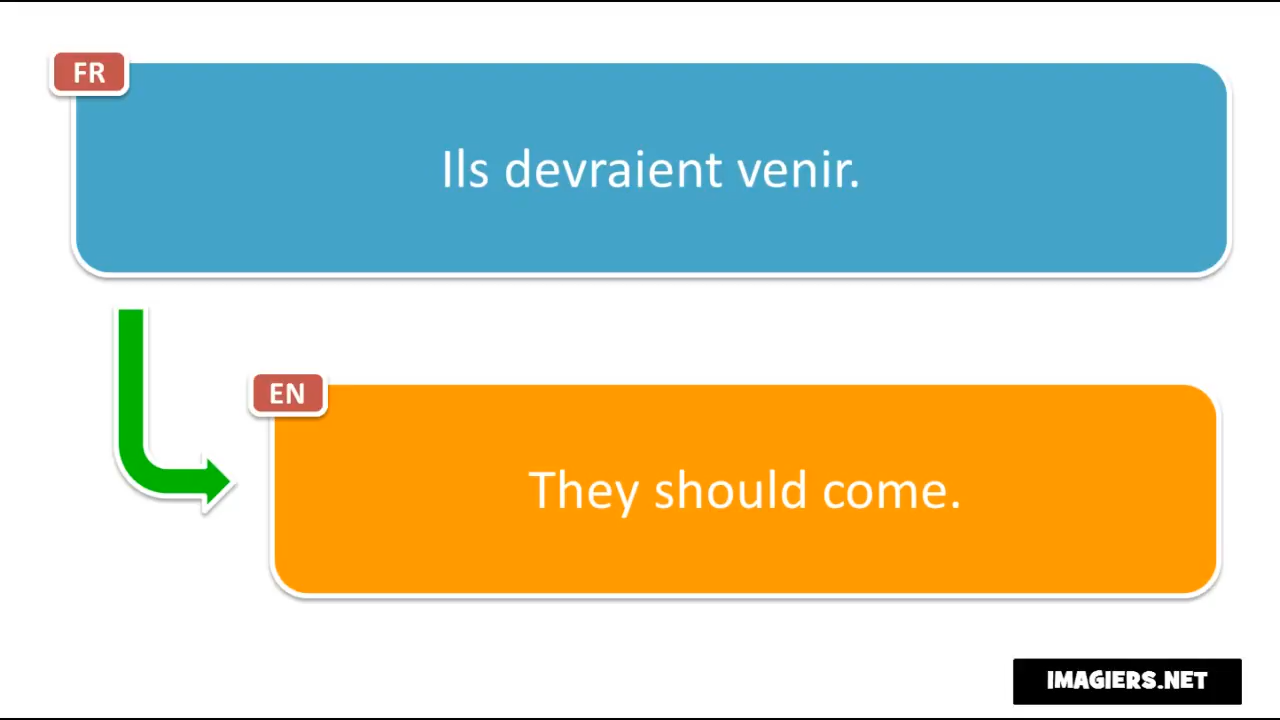 FR
Ils devraient venir.
EN
They should come.
IMAGIERS.NET